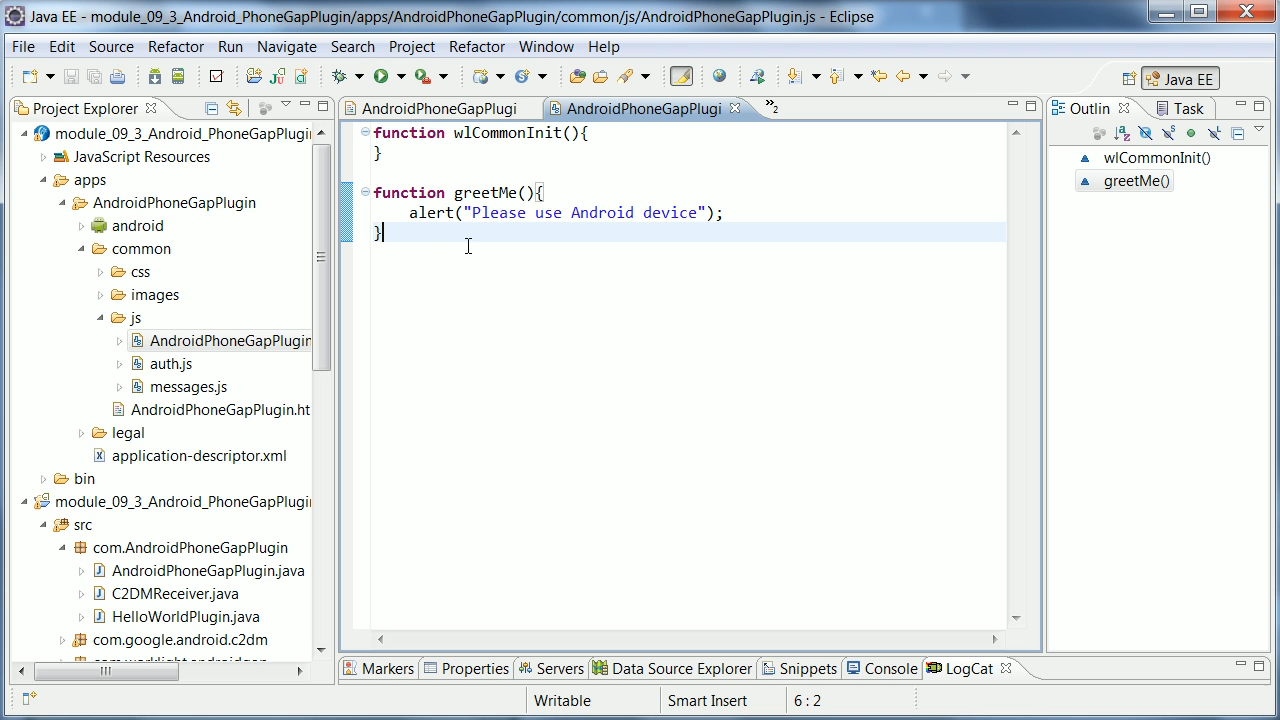 Java EE - module_09_3_Android_PhoneGapPlugin/apps/AndroidPhoneGapPlugin/common/js/AndroidPhoneGapPlugin.js - Eclipse
File Edit Source Refactor Run Navigate Search Project Refactor Window Help
Java EE
Project Explorer
AndroidPhoneGapPlugi
AndroidPhoneGapPlugi
»2
Outlin
Task
module_09_3_Android_PhoneGapPlugin
JavaScript Resources
apps
AndroidPhoneGapPlugin
android
common
css
images
js
AndroidPhoneGapPlugin
auth.js
messages.js
AndroidPhoneGapPlugin.ht
legal
application-descriptor.xml
bin
module_09_3_Android_PhoneGapPlugin
src
com.AndroidPhoneGapPlugin
AndroidPhoneGapPlugin.java
C2DMReceiver.java
HelloWorldPlugin.java
com.google.android.c2dm
function wlCommonInit(){
}
function greetMe(){
alert("Please use Android device");
}
wlCommonInit()
greetMe()
Markers Properties Servers Data Source Explorer Snippets Console LogCat
Writable Smart Insert 6 : 2